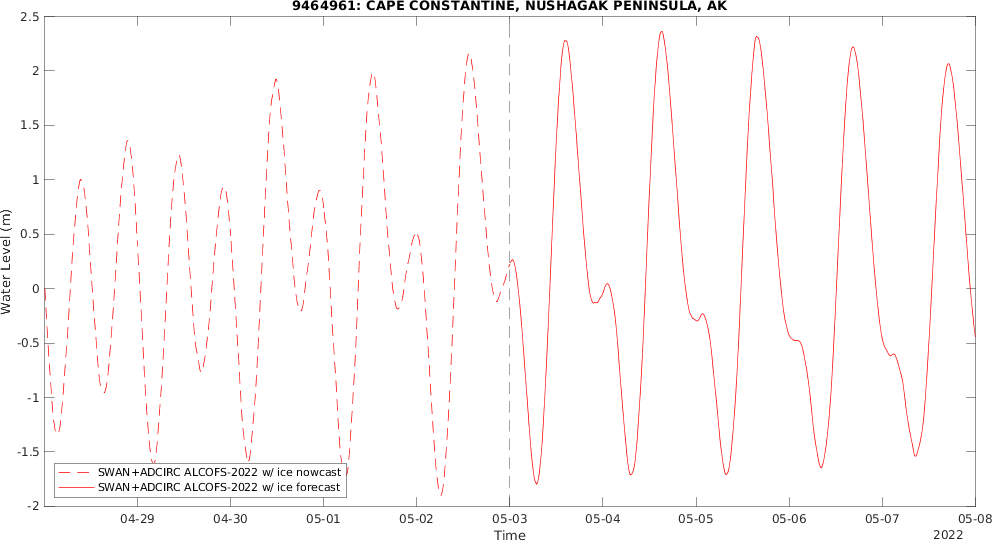 9464961: CAPE CONSTANTINE, NUSHAGAK PENINSULA, AK
2.5
2
1.5
1
0.5
0
-0.5
-1
-1.5
-2
Water Level (m)
SWAN+ADCIRC ALCOFS-2022 w/ ice nowcast
SWAN+ADCIRC ALCOFS-2022 w/ ice forecast
04-29 04-30 05-01 05-02 05-03 05-04 05-05 05-06 05-07 05-08
Time
2022